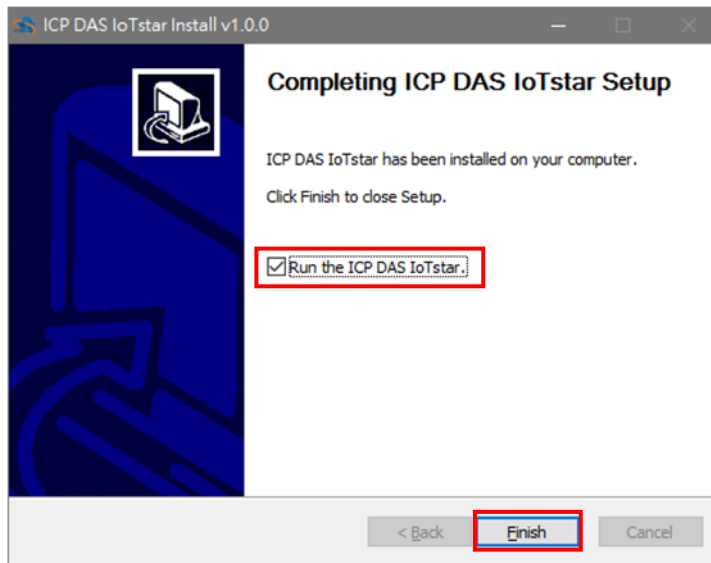 ICP DAS IoTstar Install v1.0.0
Completing ICP DAS IoTstar Setup
ICP DAS IoTstar has been installed on your computer.
Click Finish to close Setup.
Run the ICP DAS IoTstar.
< Back Finish Cancel